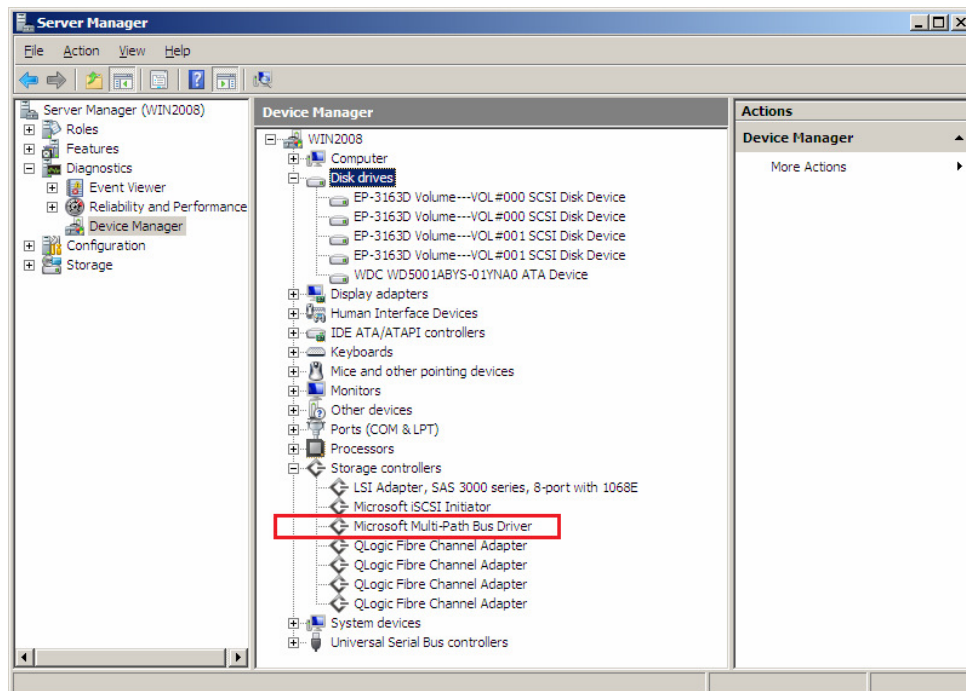 Server Manager
File Action View Help
Server Manager (WIN2008)
Roles
Features
Diagnostics
Event Viewer
Reliability and Performance
Device Manager
Configuration
Storage
Device Manager
WIN2008
Computer
Disk drives
EP-3163D Volume---VOL#000 SCSI Disk Device
EP-3163D Volume---VOL#000 SCSI Disk Device
EP-3163D Volume---VOL#001 SCSI Disk Device
EP-3163D Volume---VOL#001 SCSI Disk Device
WDC WD5001ABYS-01YNA0 ATA Device
Display adapters
Human Interface Devices
IDE ATA/ATAPI controllers
Keyboards
Mice and other pointing devices
Monitors
Other devices
Ports (COM & LPT)
Processors
Storage controllers
LSI Adapter, SAS 3000 series, 8-port with 1068E
Microsoft iSCSI Initiator
Microsoft Multi-Path Bus Driver
QLogic Fibre Channel Adapter
QLogic Fibre Channel Adapter
QLogic Fibre Channel Adapter
QLogic Fibre Channel Adapter
System devices
Universal Serial Bus controllers
Actions
Device Manager
More Actions